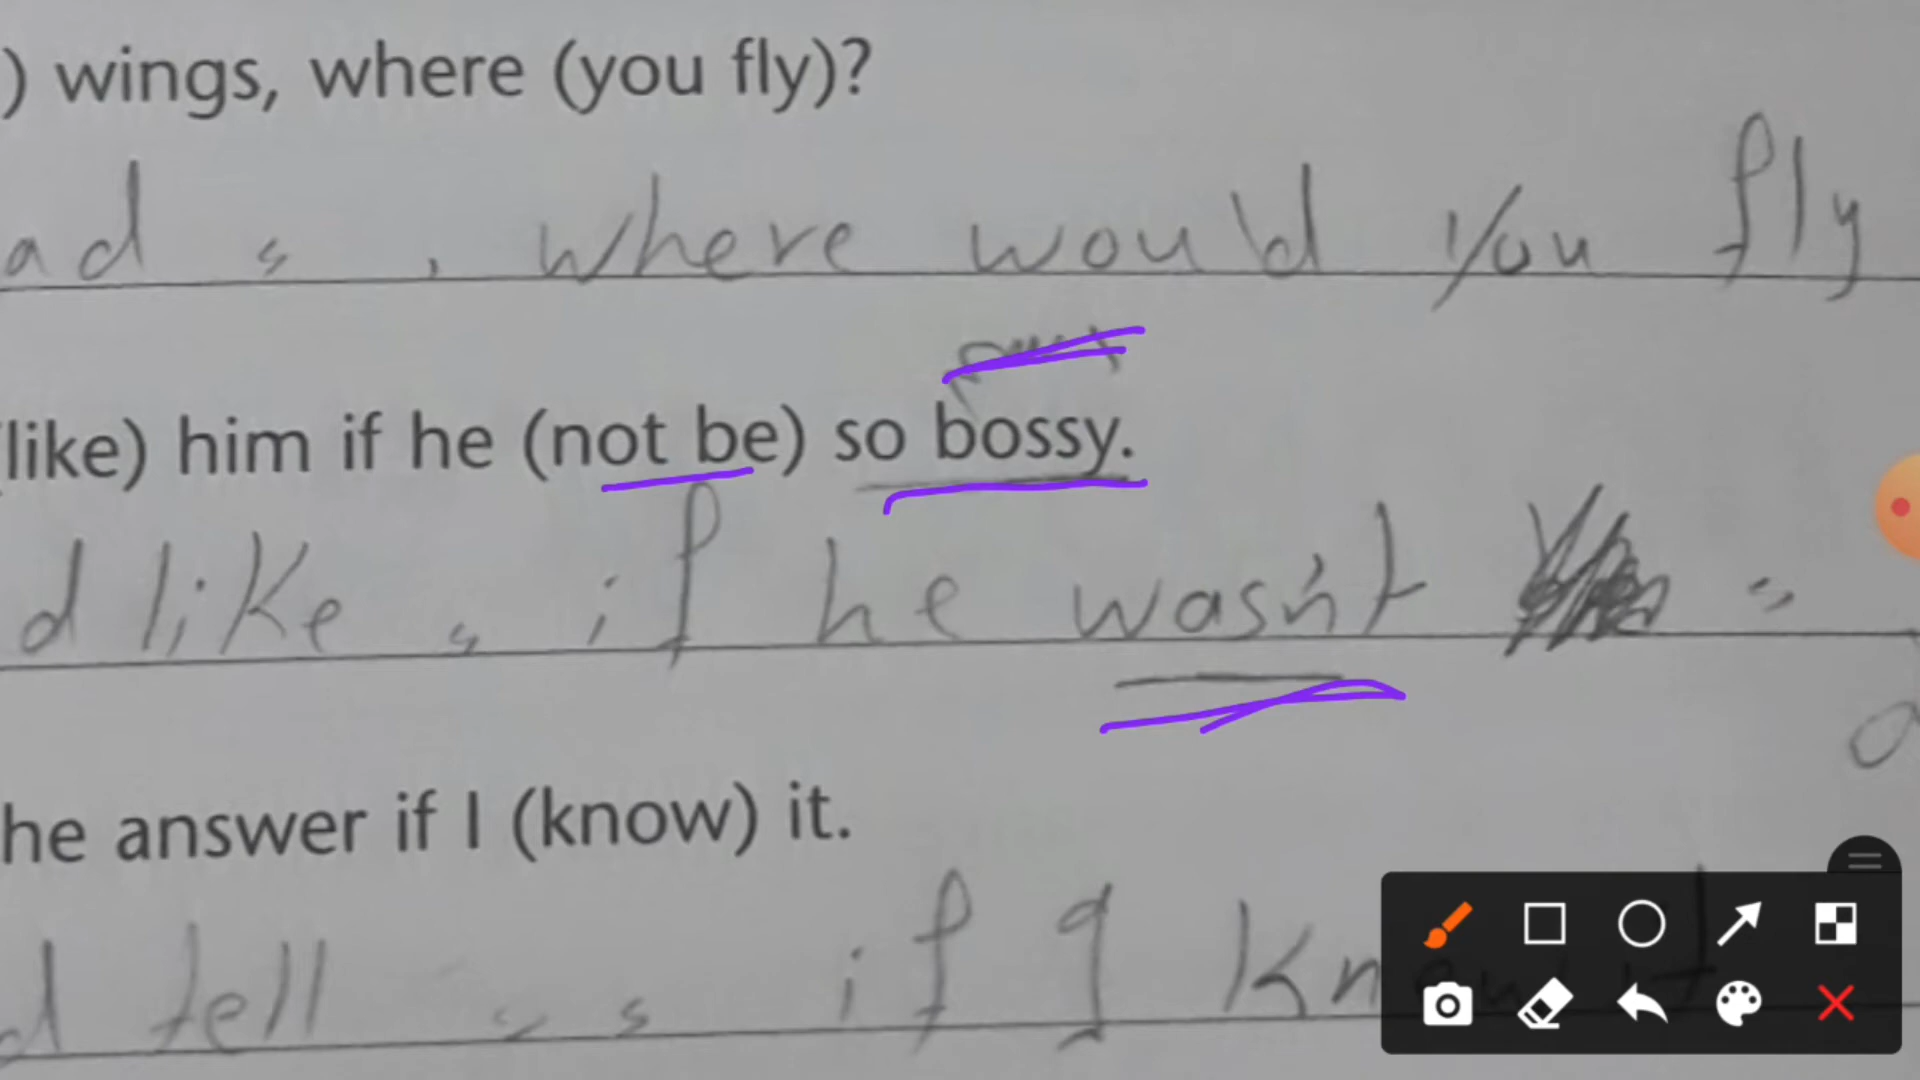 ) wings, where (you fly)?
ad " , where would you fly
(like) him if he (not be) so bossy.
d like " if he wasn't "
he answer if I (know) it.
d tell " " if I